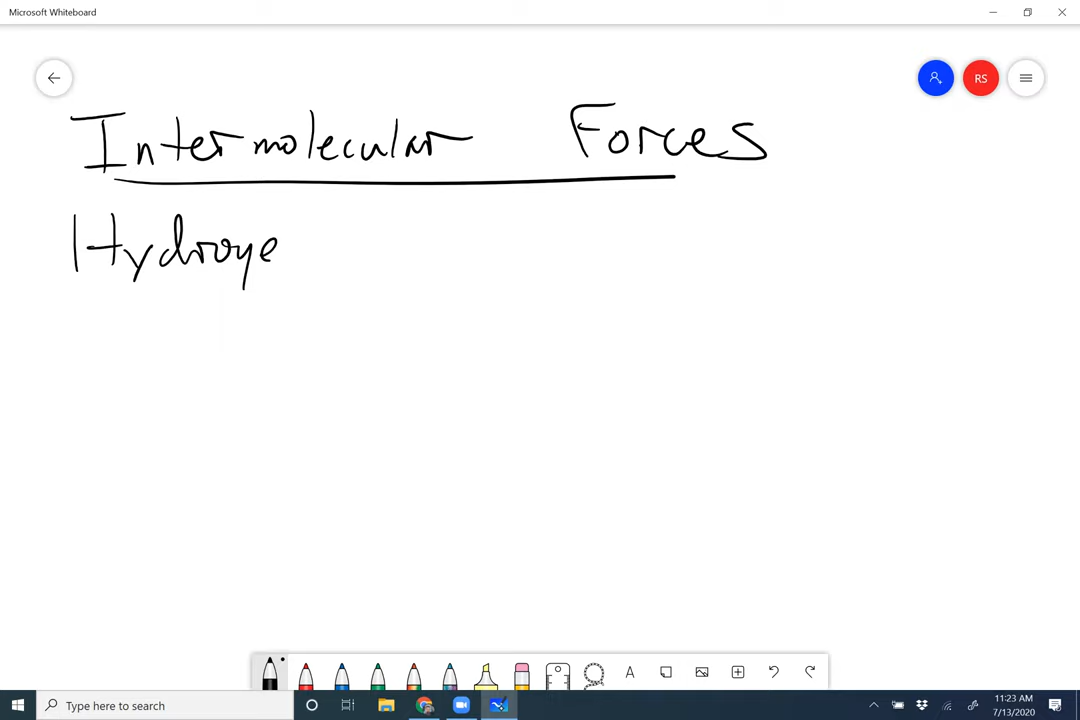 Microsoft Whiteboard
RS
Intermolecular Forces
Hydroge
A
Type here to search
11:23 AM
7/13/2020